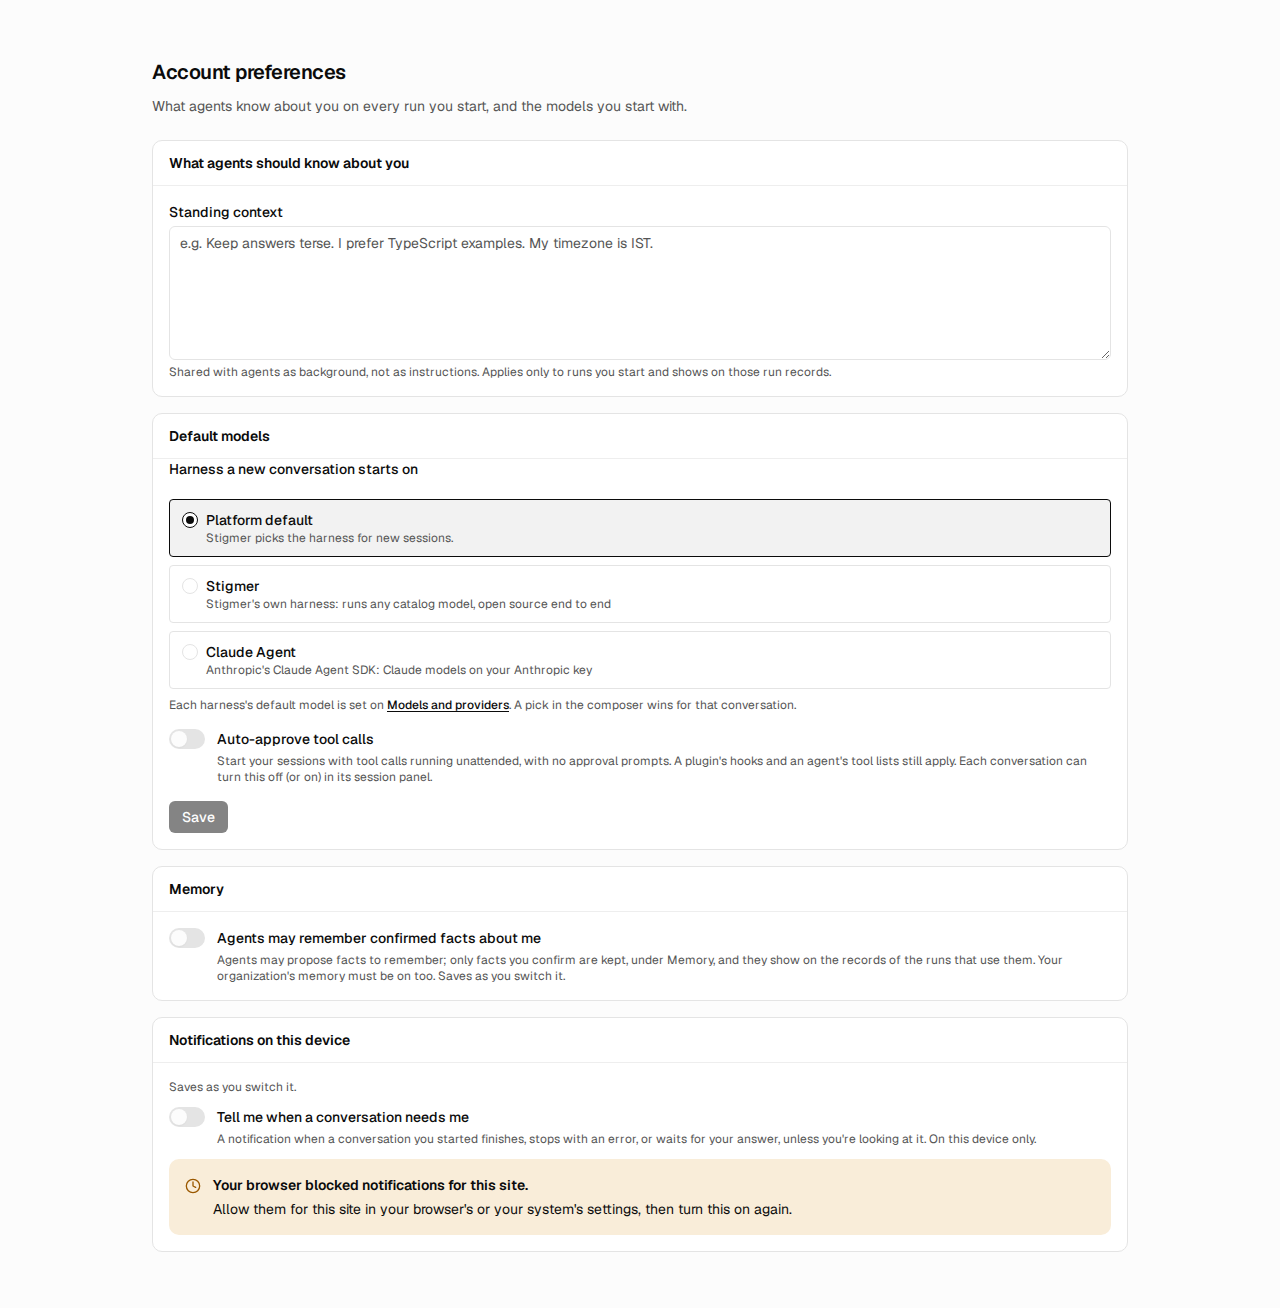 Account preferences
What agents know about you on every run you start, and the models you start with.
What agents should know about you
Standing context
e.g. Keep answers terse. I prefer TypeScript examples. My timezone is IST.
Shared with agents as background, not as instructions. Applies only to runs you start and shows on those run records.
Default models
Harness a new conversation starts on
Platform default
Stigmer picks the harness for new sessions.
Stigmer
Stigmer's own harness: runs any catalog model, open source end to end
Claude Agent
Anthropic's Claude Agent SDK: Claude models on your Anthropic key
Each harness's default model is set on Models and providers. A pick in the composer wins for that conversation.
Auto-approve tool calls
Start your sessions with tool calls running unattended, with no approval prompts. A plugin's hooks and an agent's tool lists still apply. Each conversation can
turn this off (or on) in its session panel.
Save
Memory
Agents may remember confirmed facts about me
Agents may propose facts to remember; only facts you confirm are kept, under Memory, and they show on the records of the runs that use them. Your
organization's memory must be on too. Saves as you switch it.
Notifications on this device
Saves as you switch it.
Tell me when a conversation needs me
A notification when a conversation you started finishes, stops with an error, or waits for your answer, unless you're looking at it. On this device only.
Your browser blocked notifications for this site.
Allow them for this site in your browser's or your system's settings, then turn this on again.